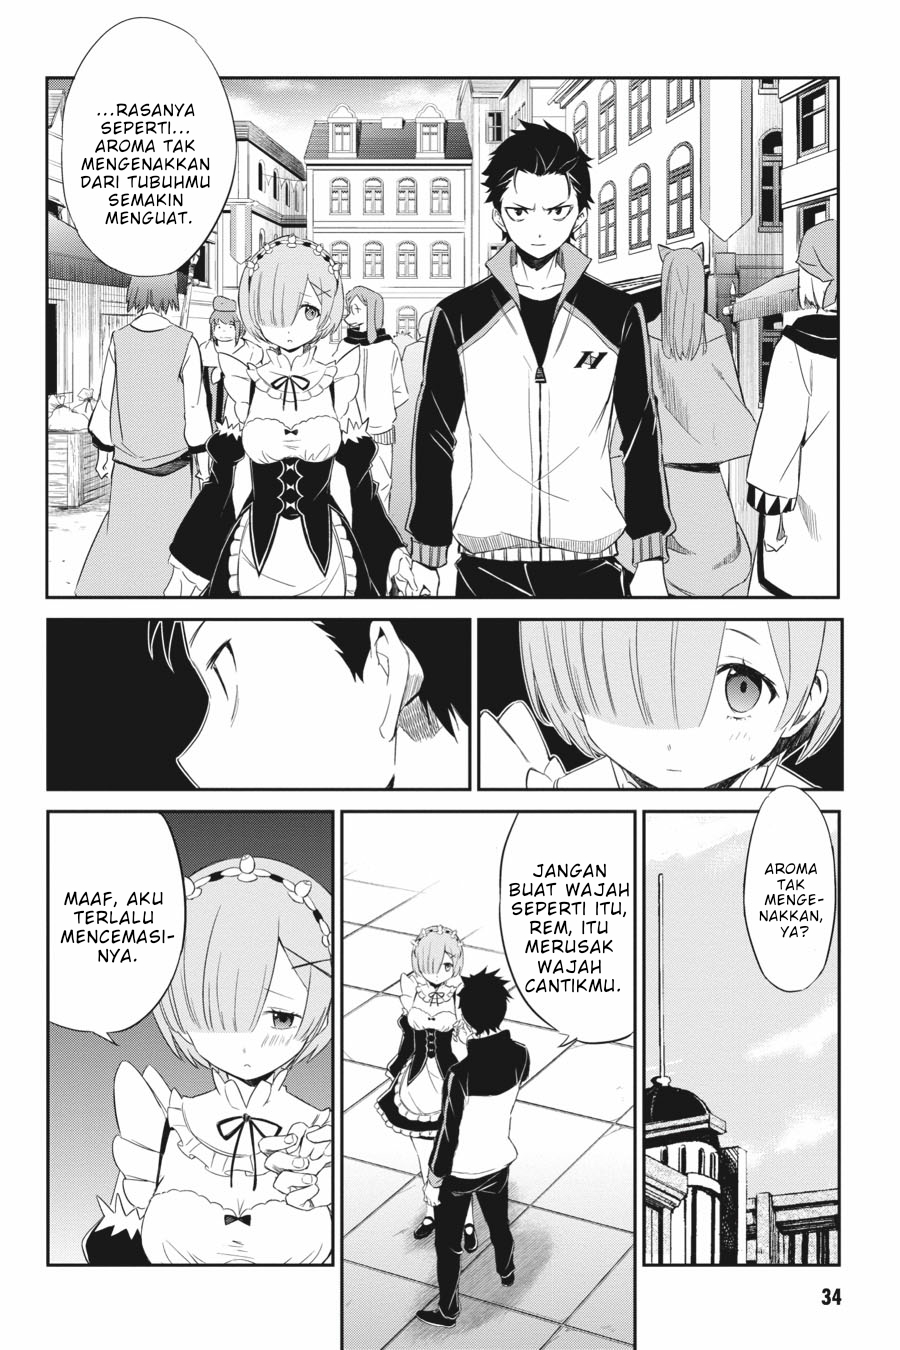 ...RASANYA
SEPERTI...
AROMA TAK
MENGENAKKAN
DARI TUBUHMU
SEMAKIN
MENGUAT.
H
AROMA
TAK
MENGE-
NAKKAN,
YA?
JANGAN
BUAT WAJAH
SEPERTI ITU,
REM, ITU
MERUSAK
WAJAH
CANTIKMU.
MAAF, AKU
TERLALU
MENCEMASI-
NYA.
34